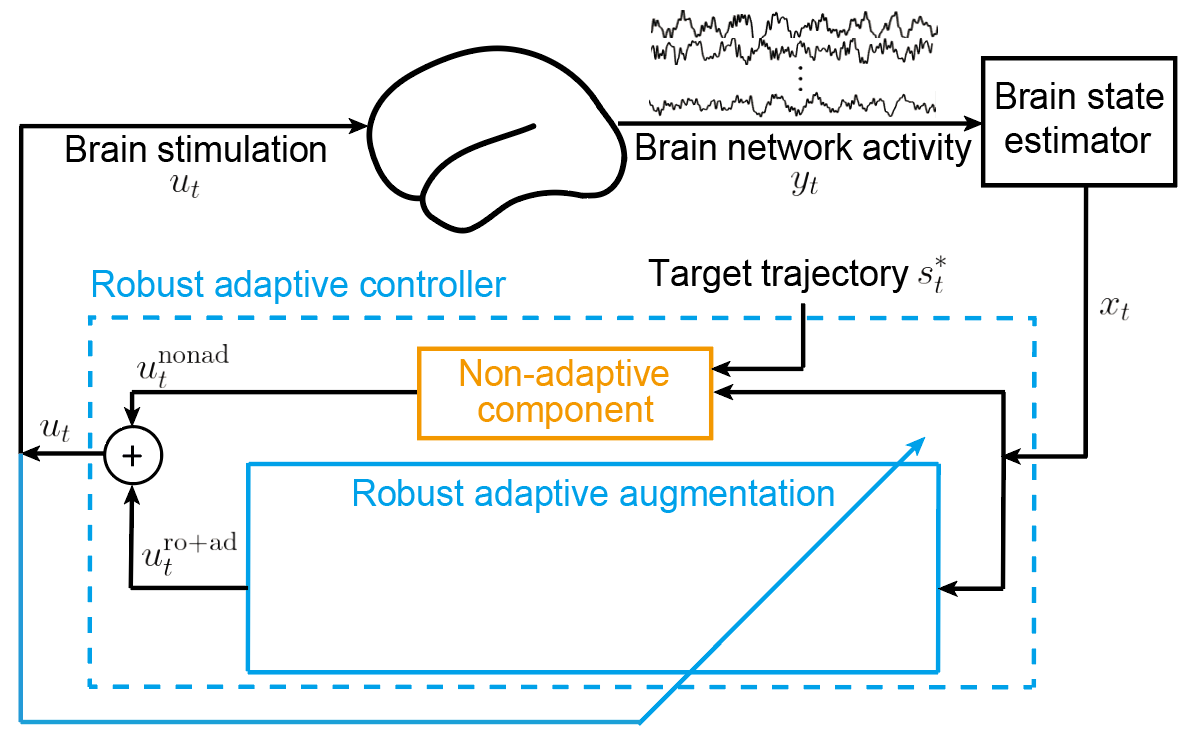 Brain state
estimator
Brain stimulation
u_t
Brain network activity
y_t
Target trajectory s_t^*
Robust adaptive controller
x_t
u_t^{nonad}
Non-adaptive
component
u_t
+
Robust adaptive augmentation
u_t^{ro+ad}